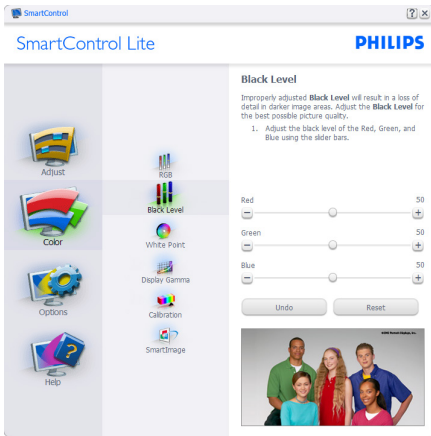 SmartControl
SmartControl Lite
PHILIPS
Adjust
Color
Options
Help
RGB
Black Level
White Point
Display Gamma
Calibration
SmartImage
Black Level
Improperly adjusted Black Level will result in a loss of
detail in darker image areas. Adjust the Black Level for
the best possible picture quality.
1. Adjust the black level of the Red, Green, and
Blue using the slider bars.
Red 50
Green 50
Blue 50
Undo Reset